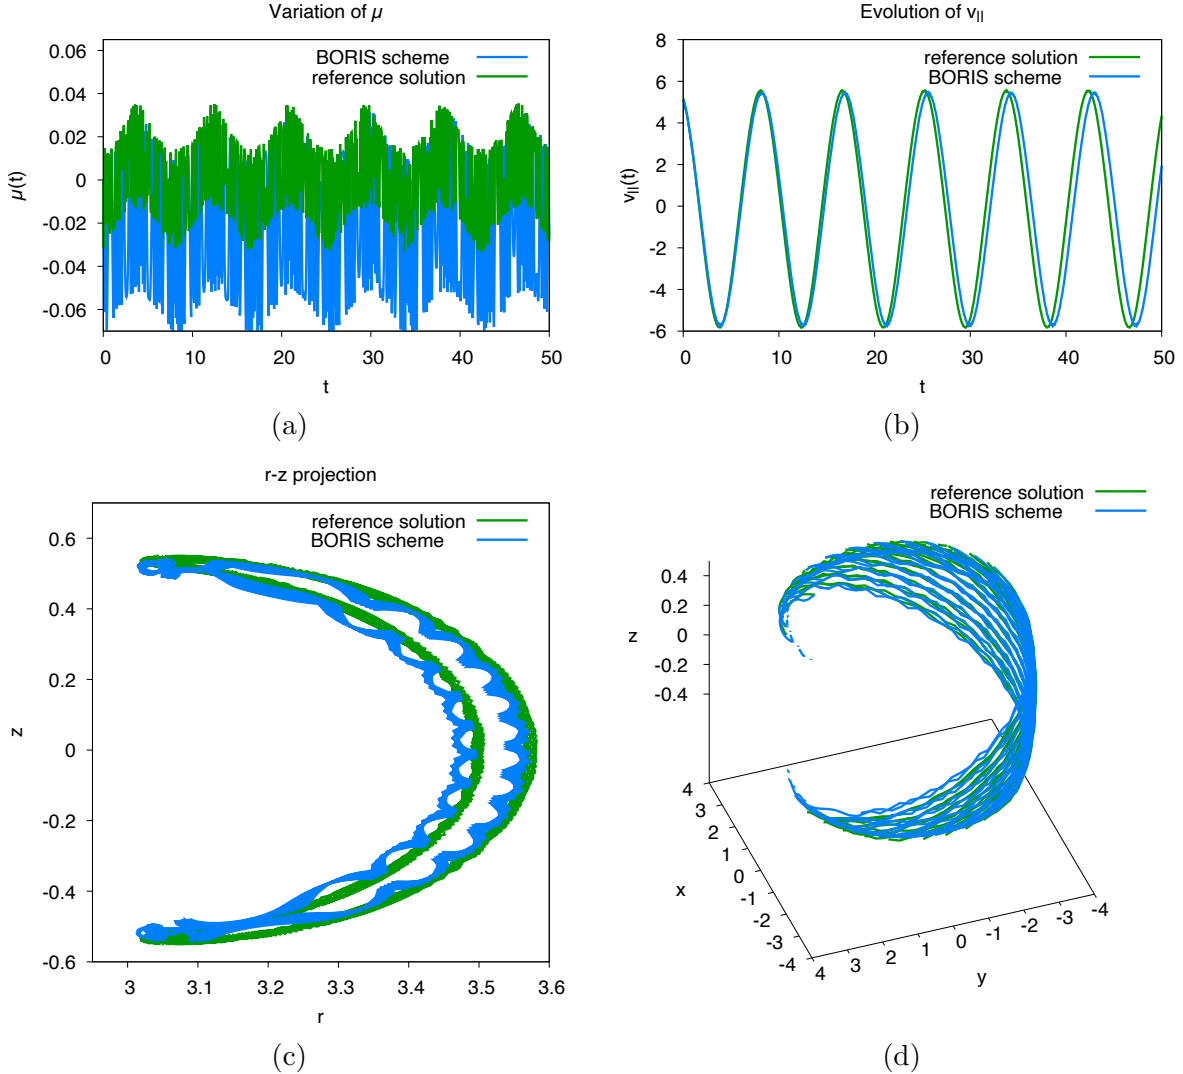 Variation of μ
0.06
0.04
0.02
0
-0.02
-0.04
-0.06
μ(t)
BORIS scheme
reference solution
0 10 20 30 40 50
t
(a)
Evolution of v||
8
6
4
2
0
-2
-4
-6
v||(t)
reference solution
BORIS scheme
0 10 20 30 40 50
t
(b)
r-z projection
0.6
0.4
0.2
0
-0.2
-0.4
-0.6
z
reference solution
BORIS scheme
3 3.1 3.2 3.3 3.4 3.5 3.6
r
(c)
reference solution
BORIS scheme
0.4
0.2
0
-0.2
-0.4
z
4
3
2
1
0
-1
-2
-3
-4
x
4 3 2 1 0 -1 -2 -3 -4
y
(d)